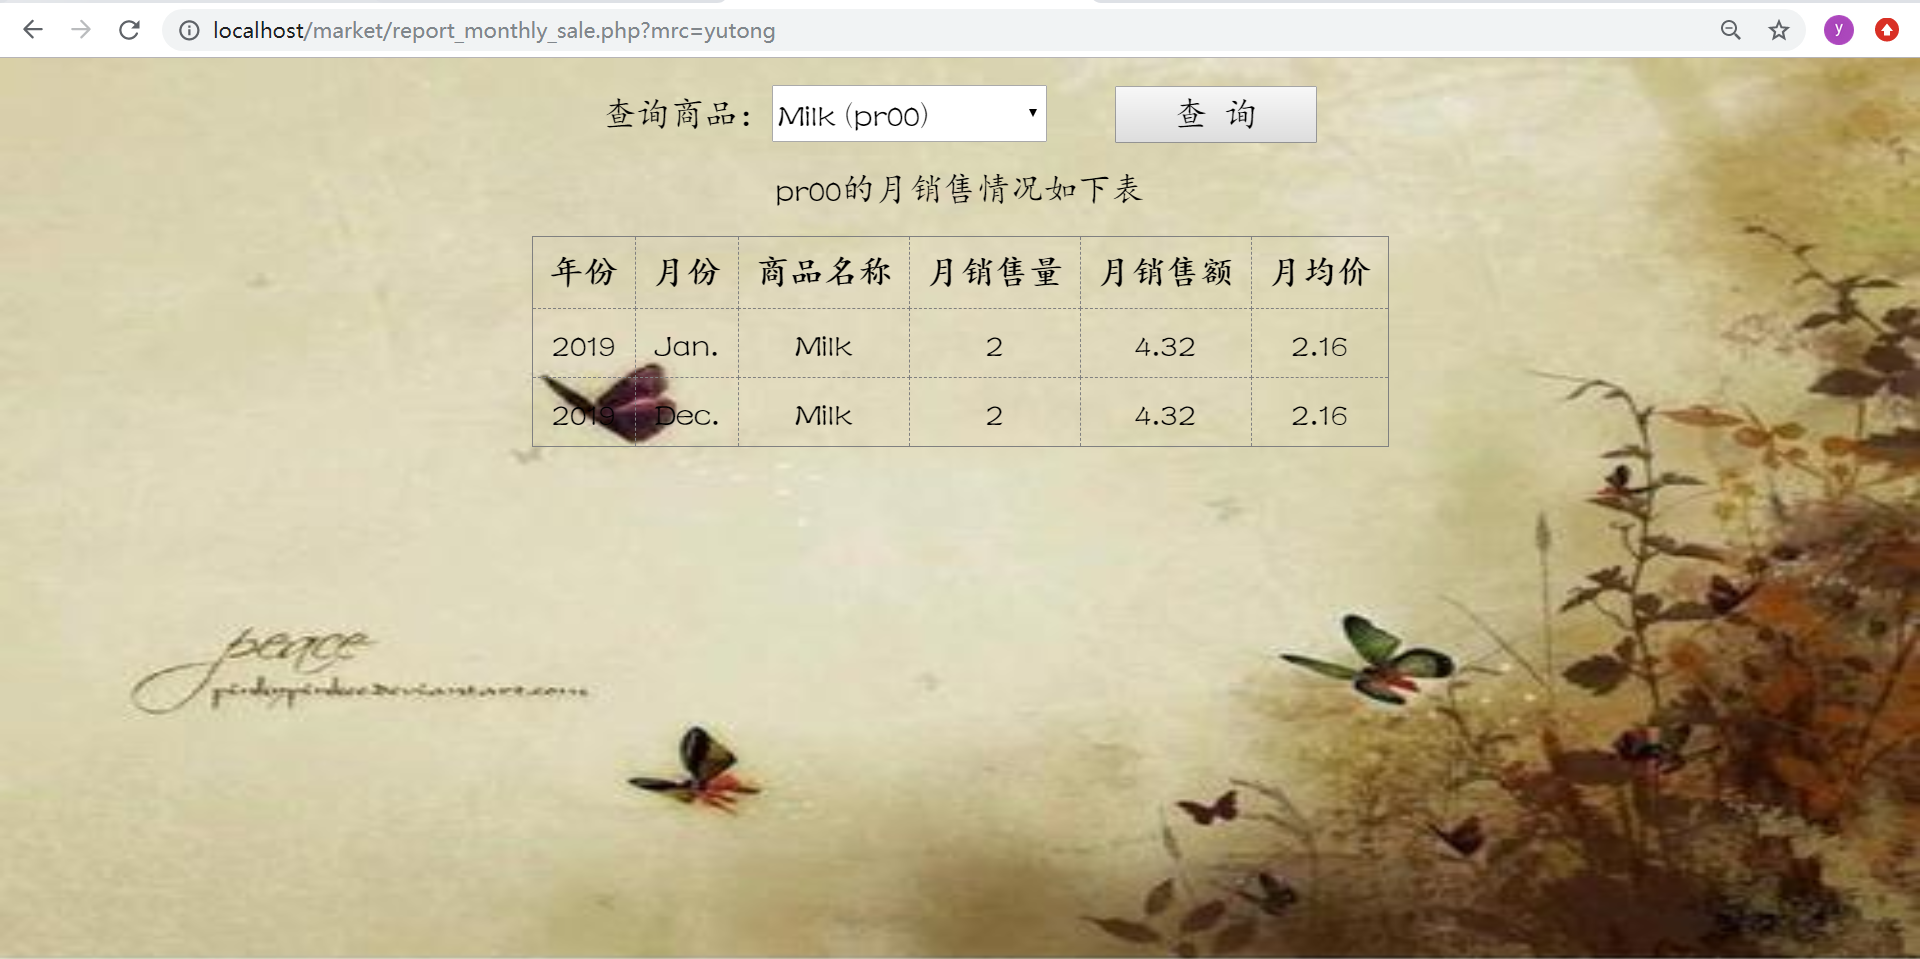 localhost/market/report_monthly_sale.php?mrc=yutong
y
查询商品： Milk (pr00) 查 询
pr00的月销售情况如下表
年份 月份 商品名称 月销售量 月销售额 月均价
2019 Jan. Milk 2 4.32 2.16
2019 Dec. Milk 2 4.32 2.16
peace